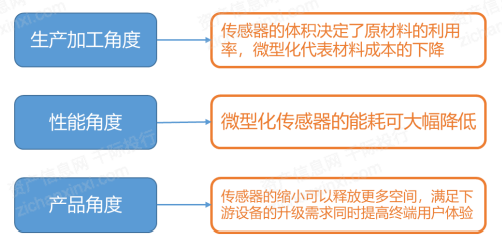 生产加工角度
传感器的体积决定了原材料的利用
率，微型化代表材料成本的下降
性能角度
微型化传感器的能耗可大幅降低
产品角度
传感器的缩小可以释放更多空间，满足下
游设备的升级需求同时提高终端用户体验